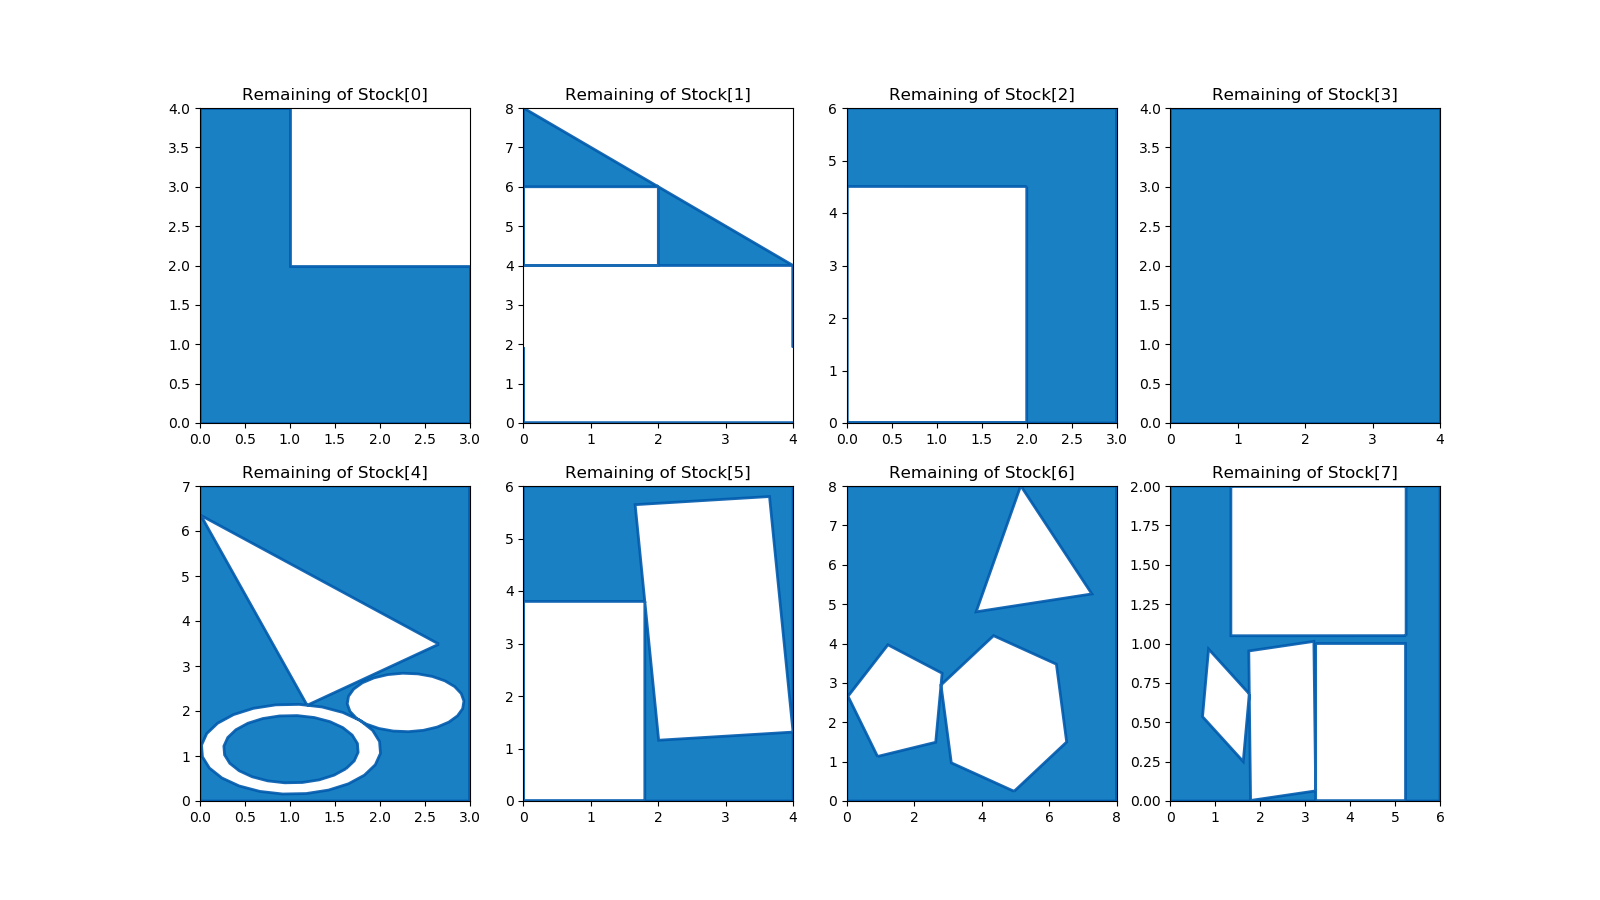 Remaining of Stock[0] Remaining of Stock[1] Remaining of Stock[2] Remaining of Stock[3]
4.0 8 6 4.0
3.5 7 3.5
5
3.0 6 3.0
2.5 5 4 2.5
2.0 4 3 2.0
1.5 3 1.5
2
1.0 2 1.0
0.5 1 1 0.5
0.0 0 0 0.0
0.0 0.5 1.0 1.5 2.0 2.5 3.0 0 1 2 3 4 0.0 0.5 1.0 1.5 2.0 2.5 3.0 0 1 2 3 4
Remaining of Stock[4] Remaining of Stock[5] Remaining of Stock[6] Remaining of Stock[7]
7 6 8 2.00
6 5 7 1.75
5 6 1.50
4 4 5 1.25
3 3 4 1.00
2 2 3 0.75
2 0.50
1 1 1 0.25
0 0 0 0.00
0.0 0.5 1.0 1.5 2.0 2.5 3.0 0 1 2 3 4 0 2 4 6 8 0 1 2 3 4 5 6